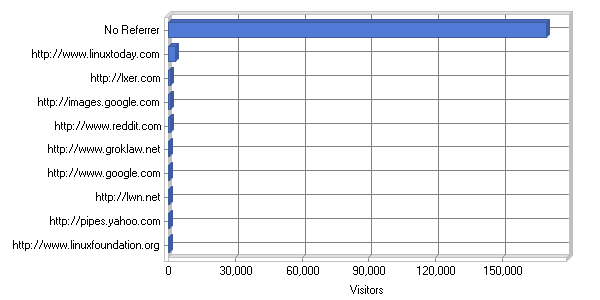 No Referrer
http://www.linuxtoday.com
http://lxer.com
http://images.google.com
http://www.reddit.com
http://www.groklaw.net
http://www.google.com
http://lwn.net
http://pipes.yahoo.com
http://www.linuxfoundation.org
0 30,000 60,000 90,000 120,000 150,000
Visitors